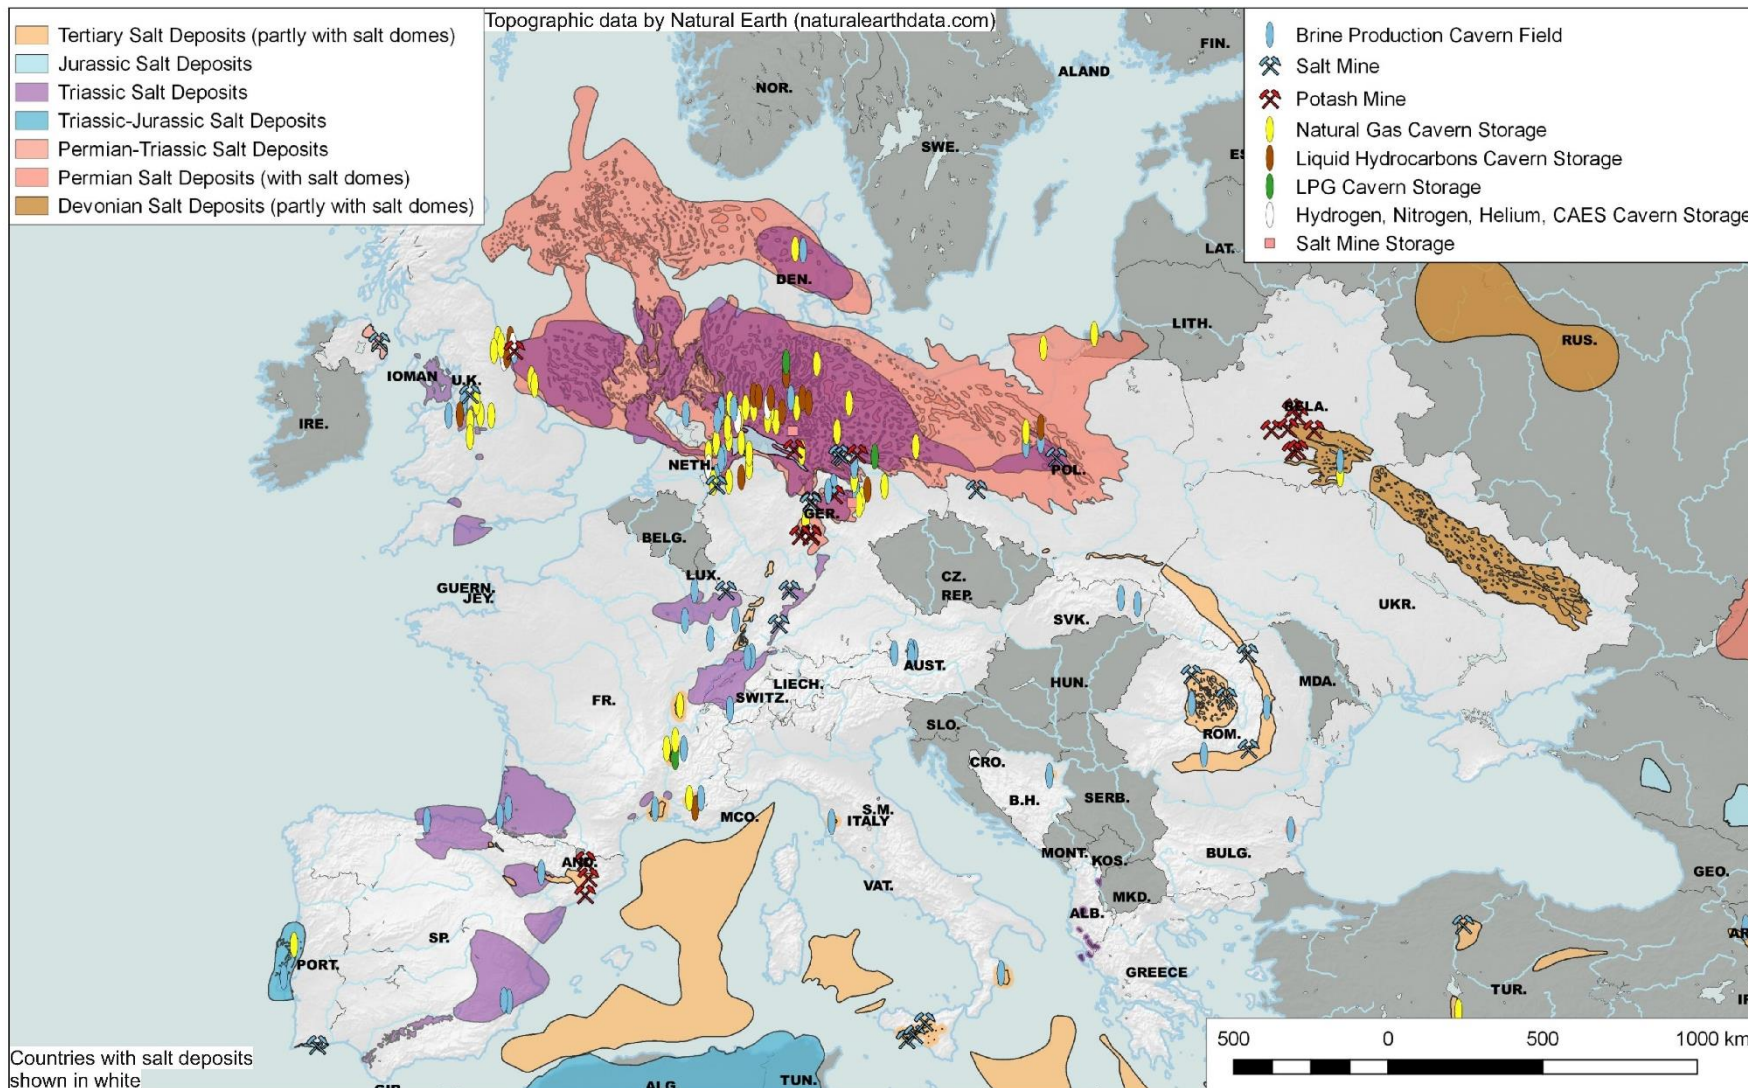 Topographic data by Natural Earth (naturalearthdata.com)
Tertiary Salt Deposits (partly with salt domes)
Jurassic Salt Deposits
Triassic Salt Deposits
Triassic-Jurassic Salt Deposits
Permian-Triassic Salt Deposits
Permian Salt Deposits (with salt domes)
Devonian Salt Deposits (partly with salt domes)
Brine Production Cavern Field
Salt Mine
Potash Mine
Natural Gas Cavern Storage
Liquid Hydrocarbons Cavern Storage
LPG Cavern Storage
Hydrogen, Nitrogen, Helium, CAES Cavern Storage
Salt Mine Storage
FIN.
ALAND
NOR.
SWE.
ES
LAT.
DEN.
LITH.
RUS.
IOMAN
U.K.
IRE.
BELA.
NETH.
POL.
GER.
BELG.
LUX.
CZ.
REP.
GUERN.
JEY.
UKR.
SVK.
AUST.
LIECH.
HUN.
MDA.
FR.
SWITZ.
SLO.
ROM.
CRO.
B.H.
SERB.
S.M.
ITALY
MCO.
MONT.
KOS.
BULG.
AND.
GEO.
VAT.
MKD.
ALB.
SP.
AR
PORT.
GREECE
TUR.
IR
500 0 500 1000 km
Countries with salt deposits
shown in white
GIB.
ALG.
TUN.